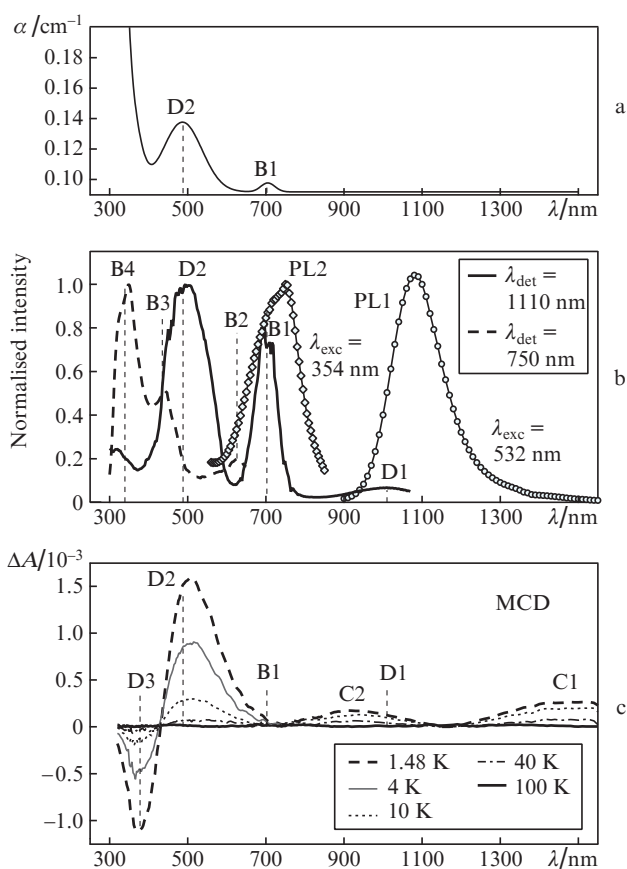 α/cm⁻¹
0.18
0.16
0.14
0.12
0.10
D2
B1
300 500 700 900 1100 1300
λ/nm
a
Normalised intensity
1.0
0.8
0.6
0.4
0.2
0
B4
B3
D2
B2
B1
PL2
PL1
D1
λexc =
354 nm
λexc =
532 nm
λdet =
1110 nm
λdet =
750 nm
300 500 700 900 1100 1300
λ/nm
b
ΔA/10⁻³
1.5
1.0
0.5
0
−0.5
−1.0
D2
D3
B1
C2
D1
C1
MCD
1.48 K
4 K
10 K
40 K
100 K
300 500 700 900 1100 1300
λ/nm
c